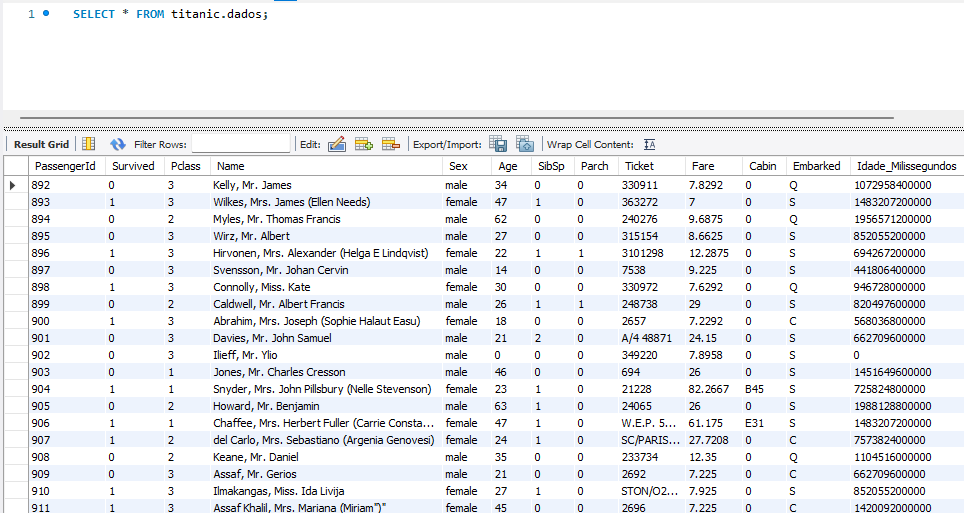 1 SELECT * FROM titanic.dados;
Result Grid Filter Rows: Edit: Export/Import: Wrap Cell Content: IA
PassengerId Survived Pclass Name Sex Age SibSp Parch Ticket Fare Cabin Embarked Idade_Milissegundos
892 0 3 Kelly, Mr. James male 34 0 0 330911 7.8292 0 Q 1072958400000
893 1 3 Wilkes, Mrs. James (Ellen Needs) female 47 1 0 363272 7 0 S 1483207200000
894 0 2 Myles, Mr. Thomas Francis male 62 0 0 240276 9.6875 0 Q 1956571200000
895 0 3 Wirz, Mr. Albert male 27 0 0 315154 8.6625 0 S 852055200000
896 1 3 Hirvonen, Mrs. Alexander (Helga E Lindqvist) female 22 1 1 3101298 12.2875 0 S 694267200000
897 0 3 Svensson, Mr. Johan Cervin male 14 0 0 7538 9.225 0 S 441806400000
898 1 3 Connolly, Miss. Kate female 30 0 0 330972 7.6292 0 Q 946728000000
899 0 2 Caldwell, Mr. Albert Francis male 26 1 1 248738 29 0 S 820497600000
900 1 3 Abrahim, Mrs. Joseph (Sophie Halaut Easu) female 18 0 0 2657 7.2292 0 C 568036800000
901 0 3 Davies, Mr. John Samuel male 21 2 0 A/4 48871 24.15 0 S 662709600000
902 0 3 Ilieff, Mr. Ylio male 0 0 0 349220 7.8958 0 S 0
903 0 1 Jones, Mr. Charles Cresson male 46 0 0 694 26 0 S 1451649600000
904 1 1 Snyder, Mrs. John Pillsbury (Nelle Stevenson) female 23 1 0 21228 82.2667 B45 S 725824800000
905 0 2 Howard, Mr. Benjamin male 63 1 0 24065 26 0 S 1988128800000
906 1 1 Chaffee, Mrs. Herbert Fuller (Carrie Consta... female 47 1 0 W.E.P. 5... 61.175 E31 S 1483207200000
907 1 2 del Carlo, Mrs. Sebastiano (Argenia Genovesi) female 24 1 0 SC/PARIS... 27.7208 0 C 757382400000
908 0 2 Keane, Mr. Daniel male 35 0 0 233734 12.35 0 Q 1104516000000
909 0 3 Assaf, Mr. Gerios male 21 0 0 2692 7.225 0 C 662709600000
910 1 3 Ilmakangas, Miss. Ida Livija female 27 1 0 STON/O2... 7.925 0 S 852055200000
911 1 3 Assaf Khalil, Mrs. Mariana (Miriam")" female 45 0 0 2696 7.225 0 C 1420092000000